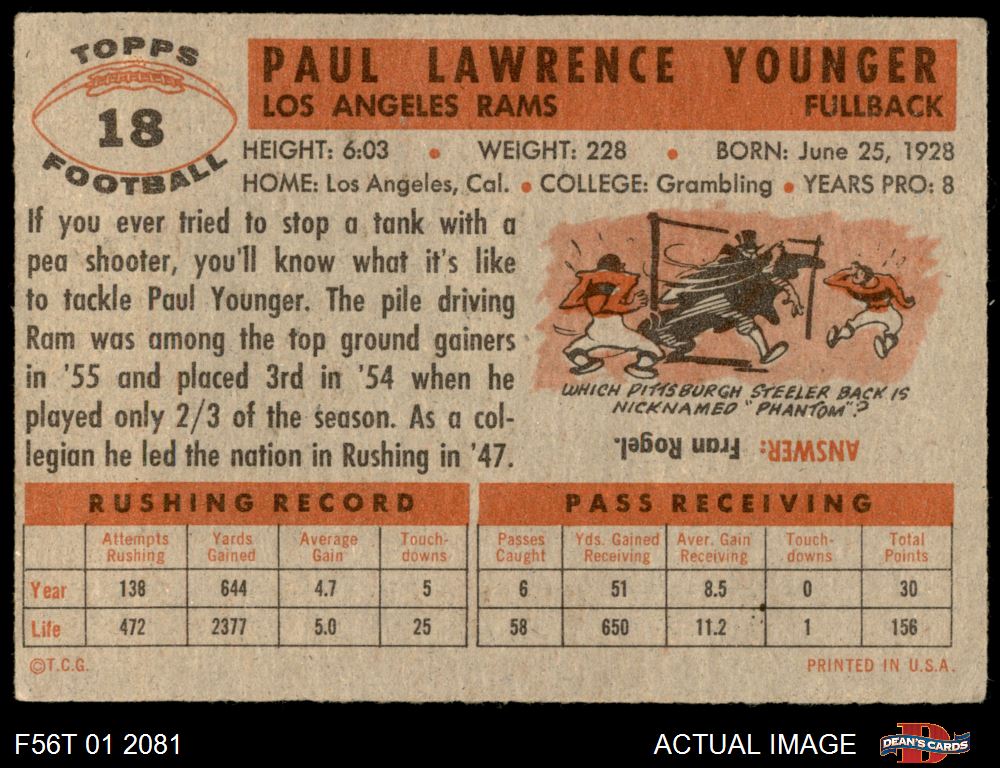 TOPPS
18
FOOTBALL
PAUL LAWRENCE YOUNGER
LOS ANGELES RAMS FULLBACK
HEIGHT: 6:03 • WEIGHT: 228 • BORN: June 25, 1928
HOME: Los Angeles, Cal. • COLLEGE: Grambling • YEARS PRO: 8
If you ever tried to stop a tank with a
pea shooter, you'll know what it's like
to tackle Paul Younger. The pile driving
Ram was among the top ground gainers
in '55 and placed 3rd in '54 when he
played only 2/3 of the season. As a col-
legian he led the nation in Rushing in '47.
WHICH PITTSBURGH STEELER BACK IS
NICKNAMED "PHANTOM"?
ANSWER: Fran Rogel.
RUSHING RECORD
Attempts Yards Average Touch-
Rushing Gained Gain downs
Year 138 644 4.7 5
Life 472 2377 5.0 25
PASS RECEIVING
Passes Yds. Gained Aver. Gain Touch- Total
Caught Receiving Receiving downs Points
6 51 8.5 0 30
58 650 11.2 1 156
©T.C.G. PRINTED IN U.S.A.
F56T 01 2081 ACTUAL IMAGE DEAN'S CARDS